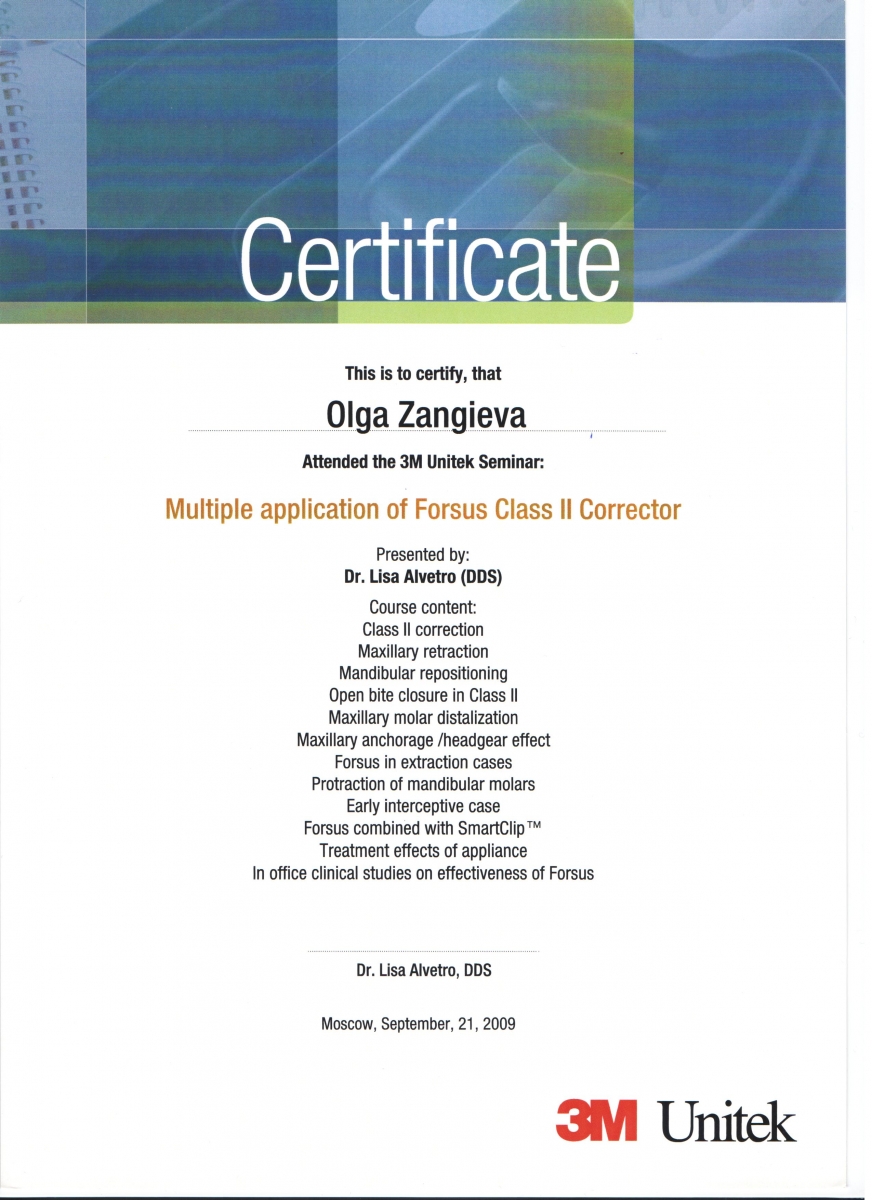 Certificate
This is to certify, that
Olga Zangieva
Attended the 3M Unitek Seminar:
Multiple application of Forsus Class II Corrector
Presented by:
Dr. Lisa Alvetro (DDS)
Course content:
Class II correction
Maxillary retraction
Mandibular repositioning
Open bite closure in Class II
Maxillary molar distalization
Maxillary anchorage /headgear effect
Forsus in extraction cases
Protraction of mandibular molars
Early interceptive case
Forsus combined with SmartClip™
Treatment effects of appliance
In office clinical studies on effectiveness of Forsus
Dr. Lisa Alvetro, DDS
Moscow, September, 21, 2009
3M Unitek